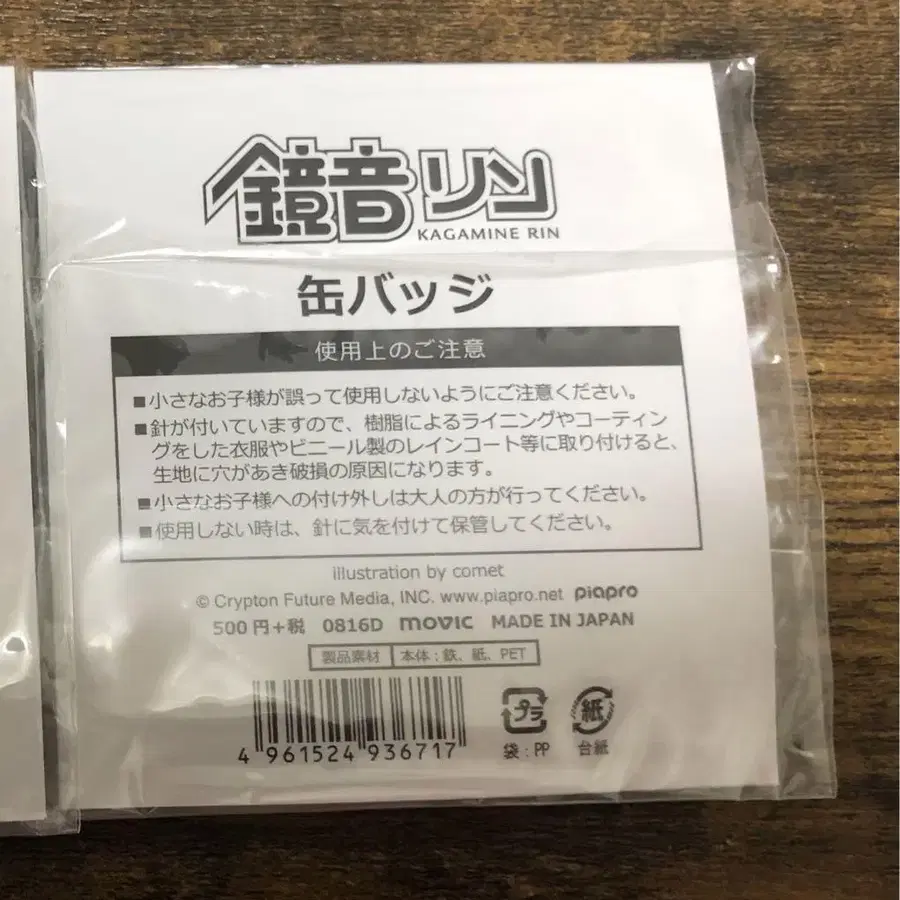 鏡音リン
KAGAMINE RIN
缶バッジ
使用上のご注意
■小さなお子様が誤って使用しないようにご注意ください。
■針が付いていますので、樹脂によるライニングやコーティン
グをした衣服やビニール製のレインコート等に取り付けると、
生地に穴があき破損の原因になります。
■小さなお子様への付け外しは大人の方が行ってください。
■使用しない時は、針に気を付けて保管してください。
illustration by comet
© Crypton Future Media, INC. www.piapro.net piapro
500円+税 0816D movic MADE IN JAPAN
製品素材 本体:鉄、紙、PET
4 961524 936717
プラ 紙
袋:PP 台紙